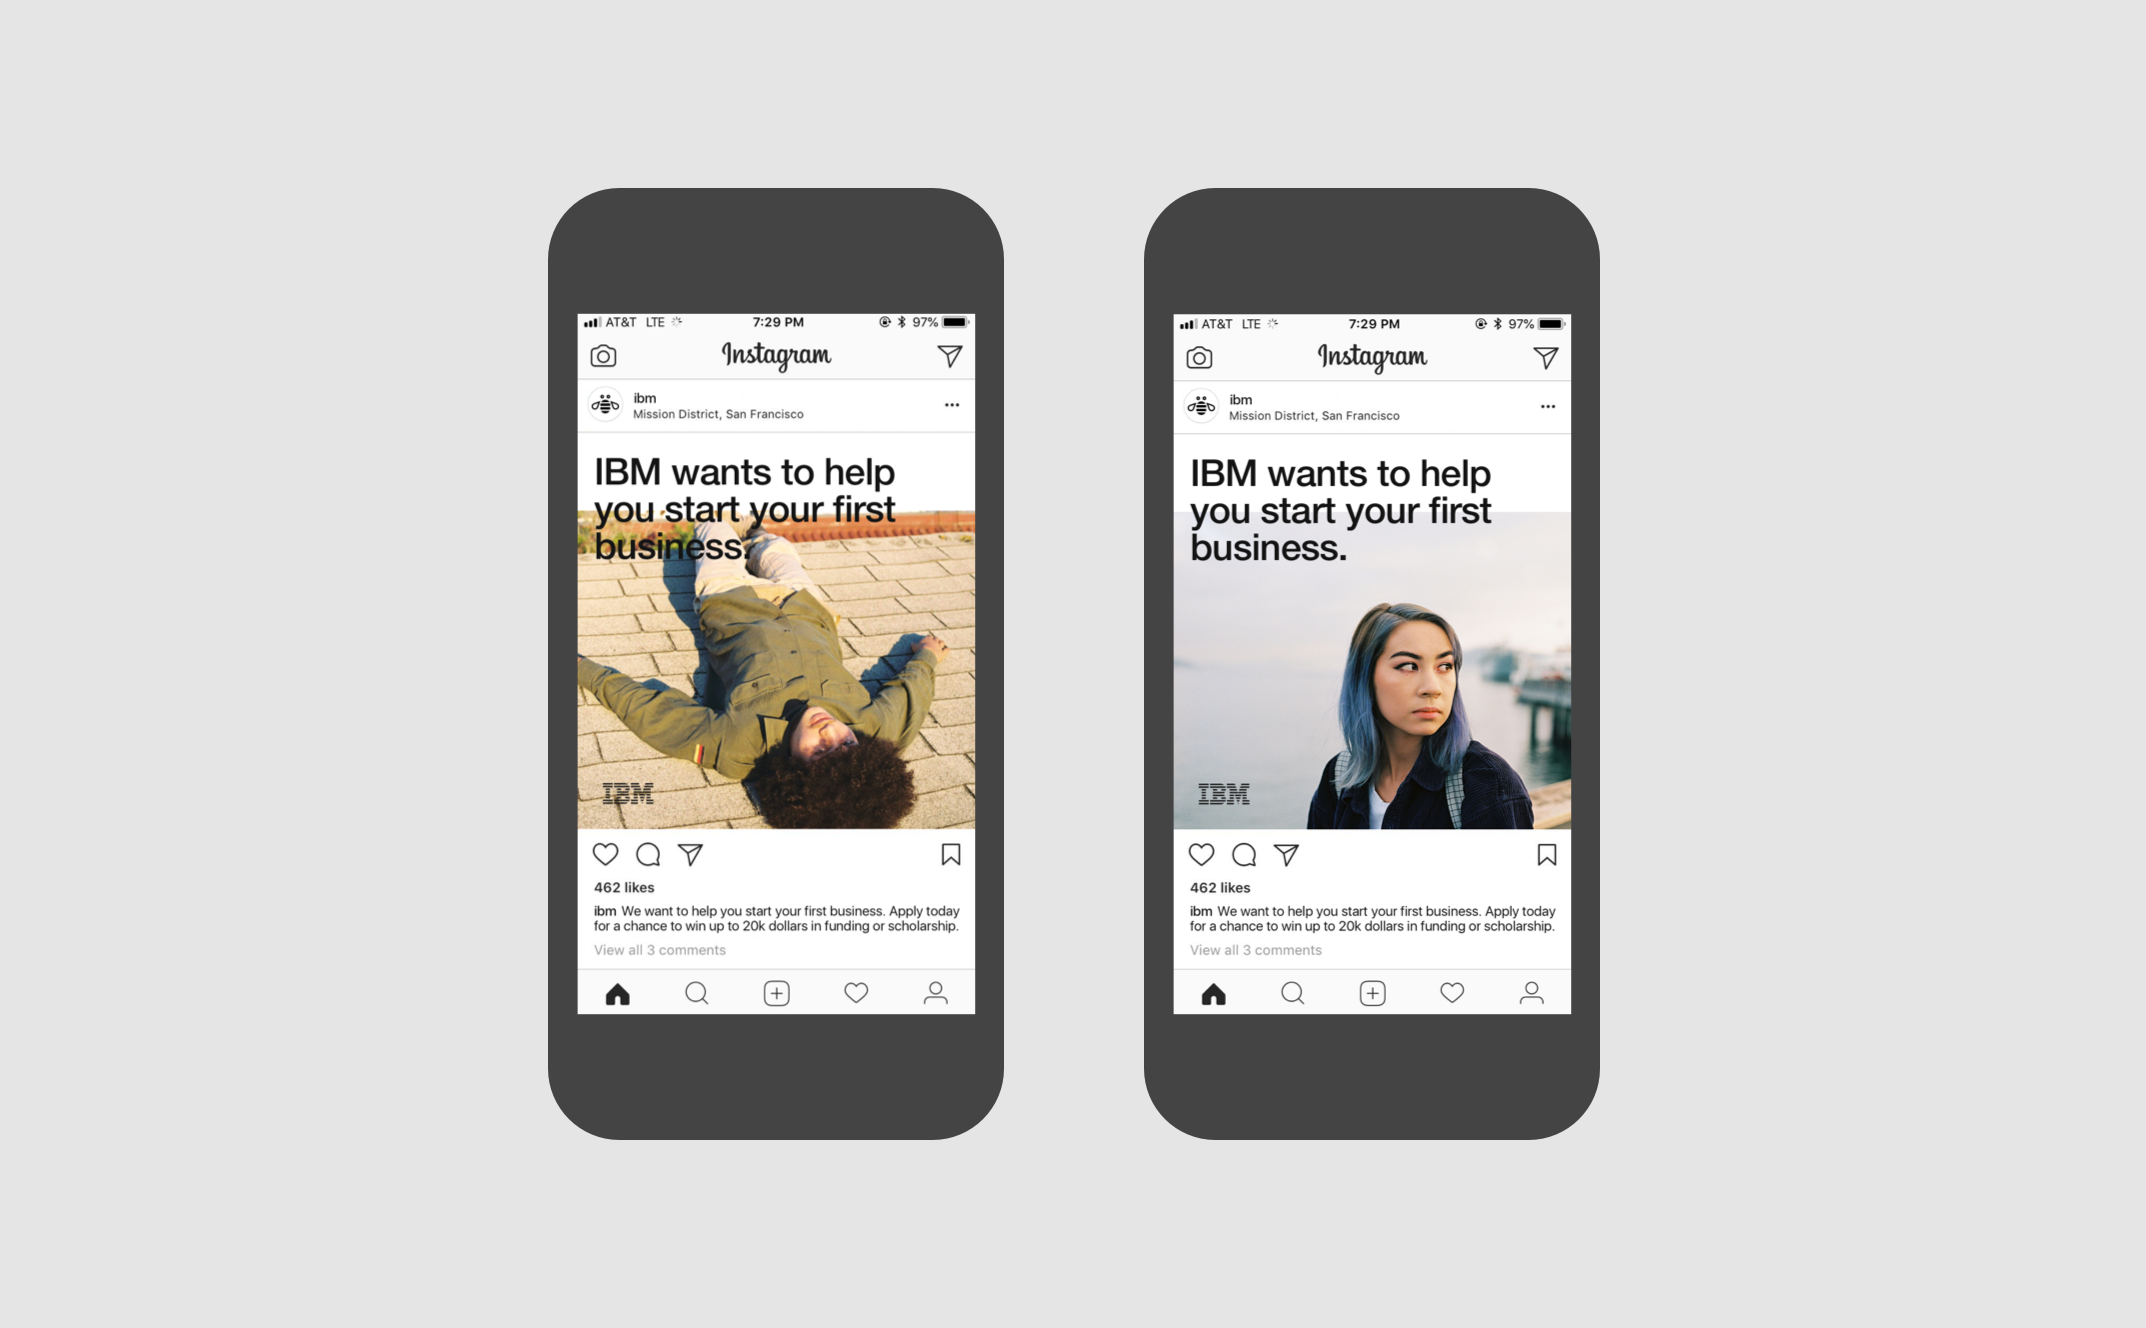 AT&T LTE 7:29 PM 97%
Instagram
ibm
Mission District, San Francisco
IBM wants to help
you start your first
business.
IBM
462 likes
ibm We want to help you start your first business. Apply today
for a chance to win up to 20k dollars in funding or scholarship.
View all 3 comments
AT&T LTE 7:29 PM 97%
Instagram
ibm
Mission District, San Francisco
IBM wants to help
you start your first
business.
IBM
462 likes
ibm We want to help you start your first business. Apply today
for a chance to win up to 20k dollars in funding or scholarship.
View all 3 comments